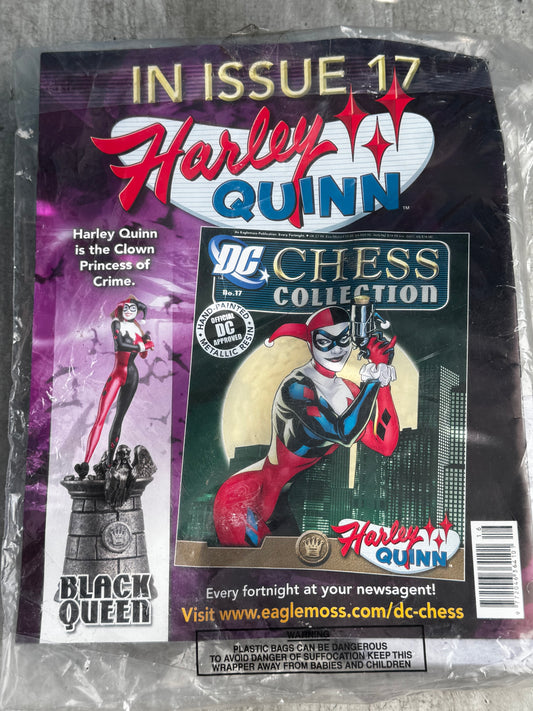 IN ISSUE 17
Harley
QUINN
TM
Harley Quinn
is the Clown
Princess of
Crime.
DC
CHESS
COLLECTION
No.17
HAND-PAINTED
OFFICIAL
DC
APPROVED
METALLIC RESIN
Harley
QUINN
BLACK
QUEEN
Every fortnight at your newsagent!
Visit www.eaglemoss.com/dc-chess
WARNING
PLASTIC BAGS CAN BE DANGEROUS
TO AVOID DANGER OF SUFFOCATION KEEP THIS
WRAPPER AWAY FROM BABIES AND CHILDREN